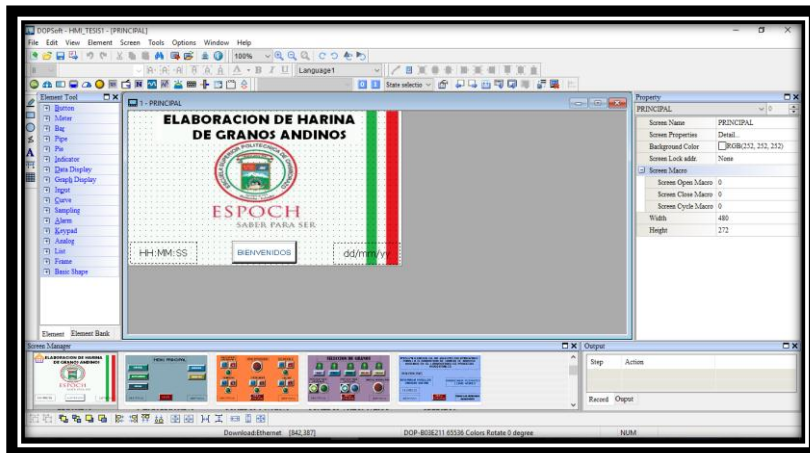 DOPSoft - HMI_TESIS1 - [PRINCIPAL]
File Edit View Element Screen Tools Options Window Help
100%
Language1
State selectio
Element Tool
Button
Meter
Bar
Pipe
Pie
Indicator
Data Display
Graph Display
Input
Curve
Sampling
Alarm
Keypad
Analog
List
Frame
Basic Shape
Element Element Bank
1 - PRINCIPAL
ELABORACION DE HARINA
DE GRANOS ANDINOS
ESPOCH
SABER PARA SER
HH:MM:SS
BIENVENIDOS
dd/mm/yy
Property
PRINCIPAL 0
Screen Name PRINCIPAL
Screen Properties Detail...
Background Color RGB(252, 252, 252)
Screen Lock addr. None
Screen Macro
Screen Open Macro 0
Screen Close Macro 0
Screen Cycle Macro 0
Width 480
Height 272
Screen Manager
ELABORACION DE HARINA
DE GRANOS ANDINOS
ESPOCH
MENU PRINCIPAL
SELECCION DE GRANOS
Output
Step Action
Record Output
Download:Ethernet [842,387]
DOP-B03E211 65536 Colors Rotate 0 degree
NUM